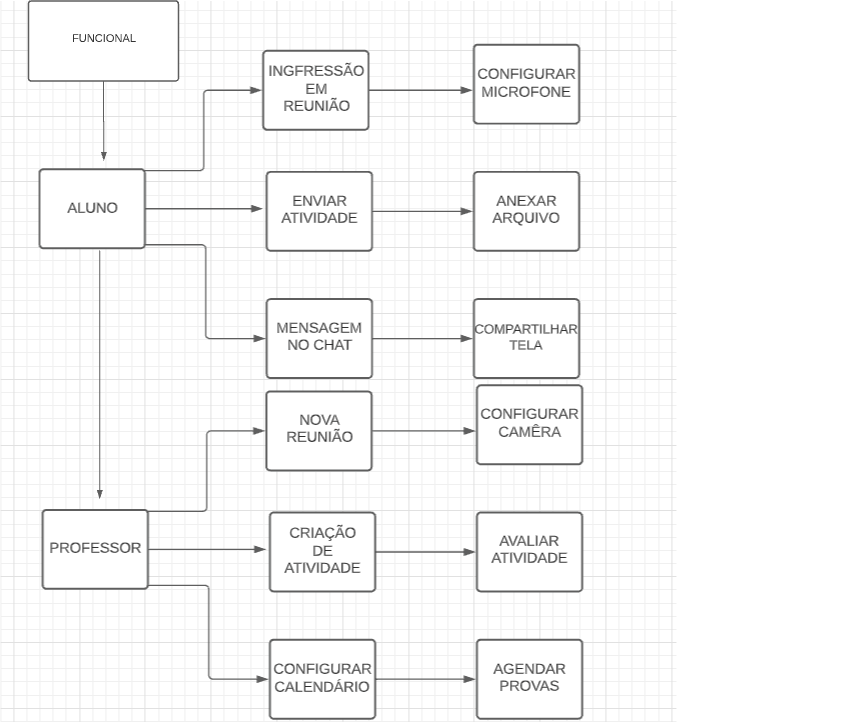 FUNCIONAL
INGFRESSÃO
EM
REUNIÃO
CONFIGURAR
MICROFONE
ALUNO
ENVIAR
ATIVIDADE
ANEXAR
ARQUIVO
MENSAGEM
NO CHAT
COMPARTILHAR
TELA
NOVA
REUNIÃO
CONFIGURAR
CAMÊRA
PROFESSOR
CRIAÇÃO
DE
ATIVIDADE
AVALIAR
ATIVIDADE
CONFIGURAR
CALENDÁRIO
AGENDAR
PROVAS